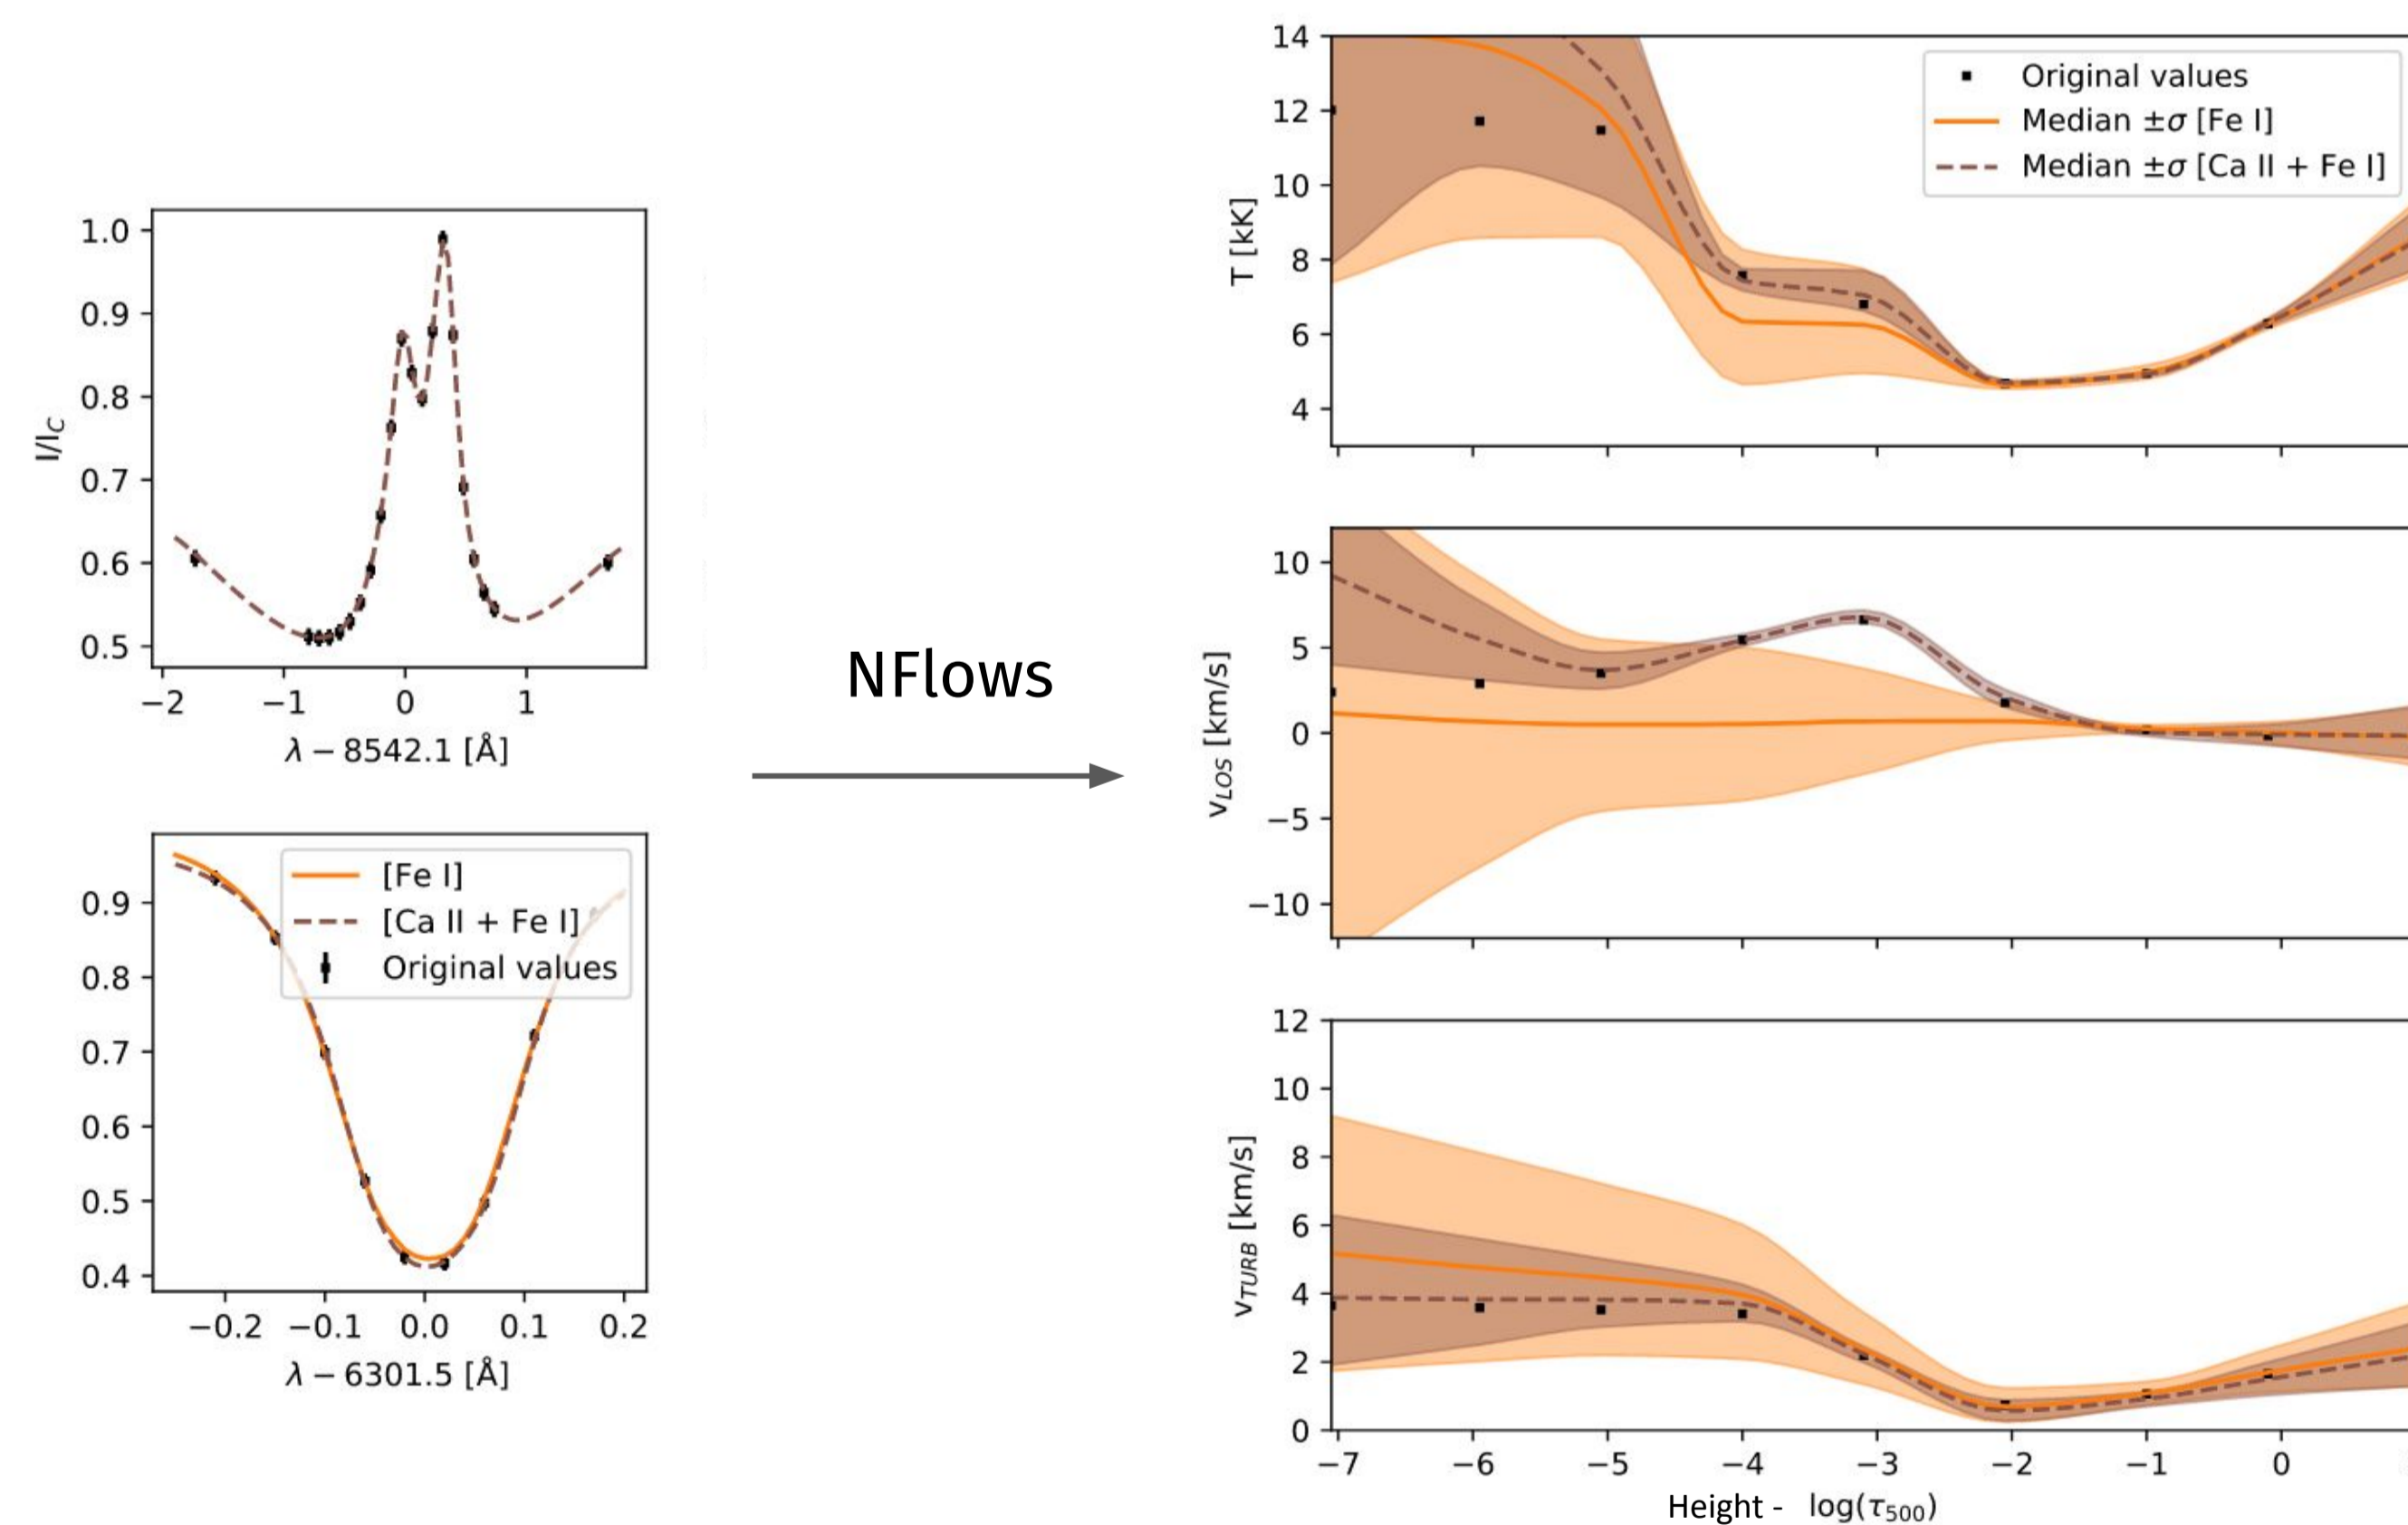 I/I_C
1.0
0.9
0.8
0.7
0.6
0.5
−2 −1 0 1
λ − 8542.1 [Å]
[Fe I]
[Ca II + Fe I]
Original values
0.9
0.8
0.7
0.6
0.5
0.4
−0.2 −0.1 0.0 0.1 0.2
λ − 6301.5 [Å]
NFlows
T [kK]
14
12
10
8
6
4
Original values
Median ±σ [Fe I]
Median ±σ [Ca II + Fe I]
v_LOS [km/s]
10
5
0
−5
−10
v_TURB [km/s]
12
10
8
6
4
2
0
−7 −6 −5 −4 −3 −2 −1 0
Height - log(τ_500)